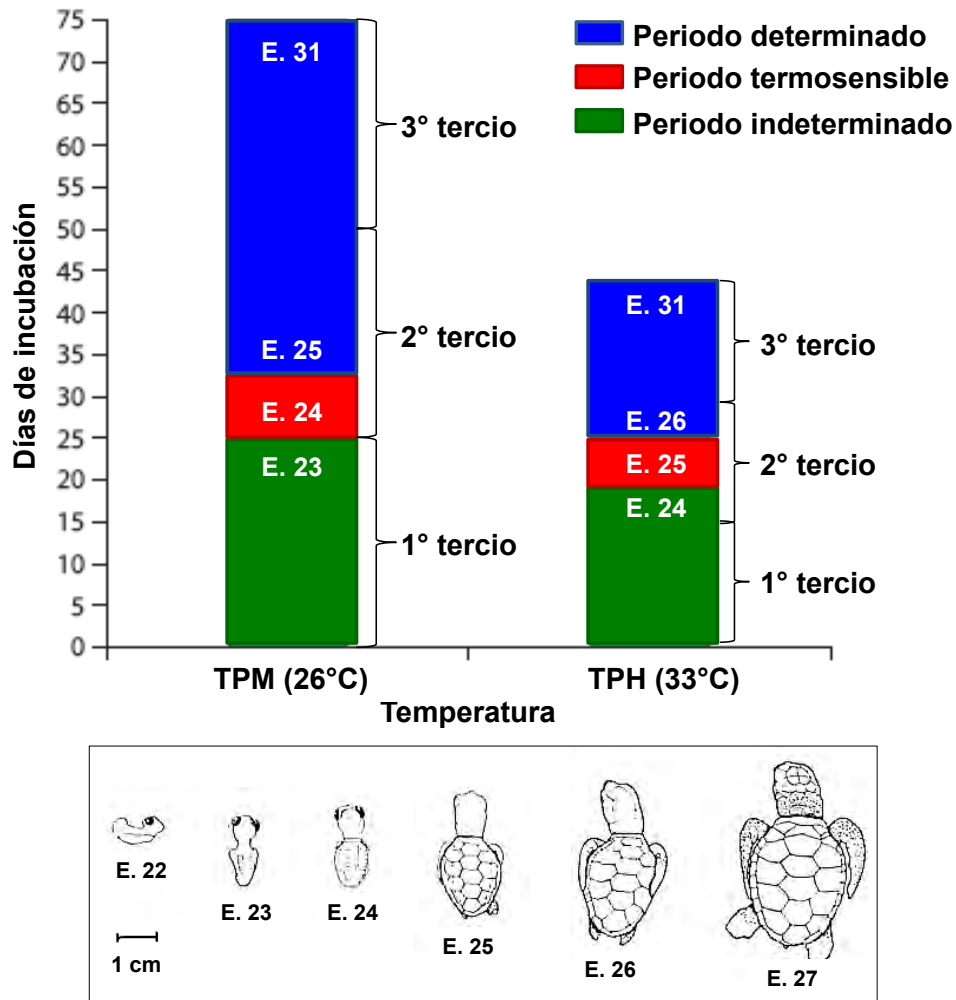 Periodo determinado
Periodo termosensible
Periodo indeterminado
Días de incubación
75
70
65
60
55
50
45
40
35
30
25
20
15
10
5
0
E. 31
E. 25
E. 24
E. 23
3° tercio
2° tercio
1° tercio
E. 31
E. 26
E. 25
E. 24
3° tercio
2° tercio
1° tercio
TPM (26°C)
TPH (33°C)
Temperatura
E. 22
E. 23
E. 24
E. 25
E. 26
E. 27
1 cm